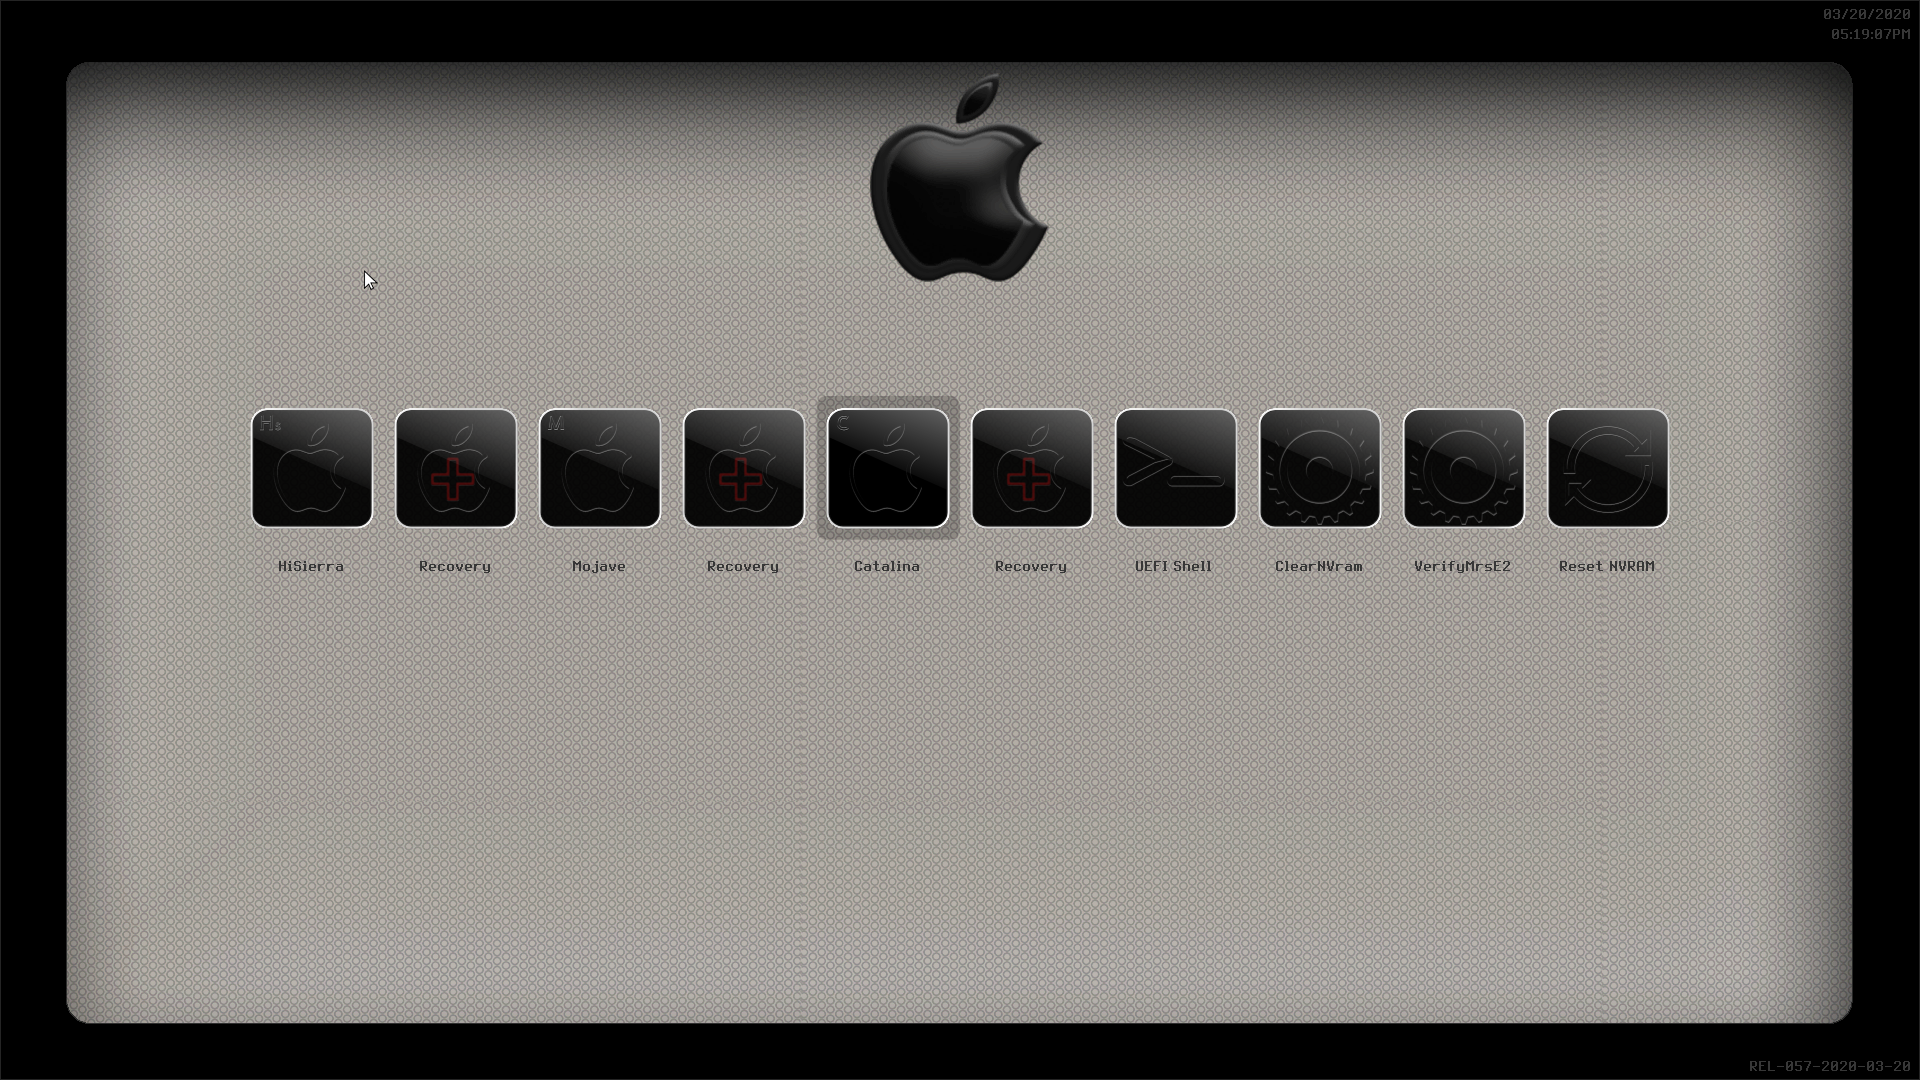 03/20/2020
05:19:07PM
Hs
M
C
HiSierra
Recovery
Mojave
Recovery
Catalina
Recovery
UEFI Shell
ClearNVram
VerifyMrsE2
Reset NVRAM
REL-057-2020-03-20